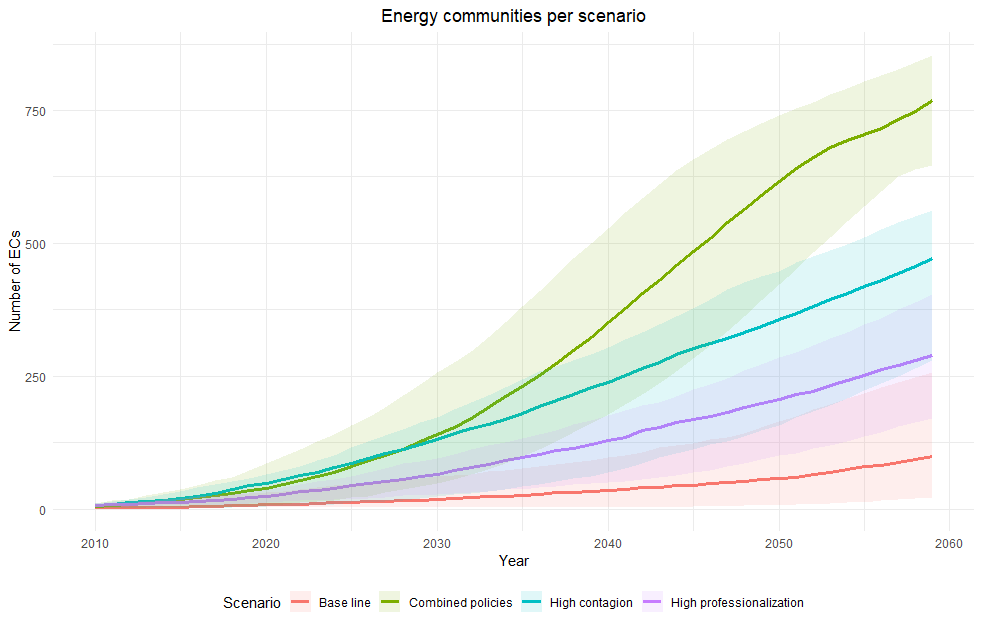 Energy communities per scenario
Number of ECs
750
500
250
0
2010 2020 2030 2040 2050 2060
Year
Scenario Base line Combined policies High contagion High professionalization